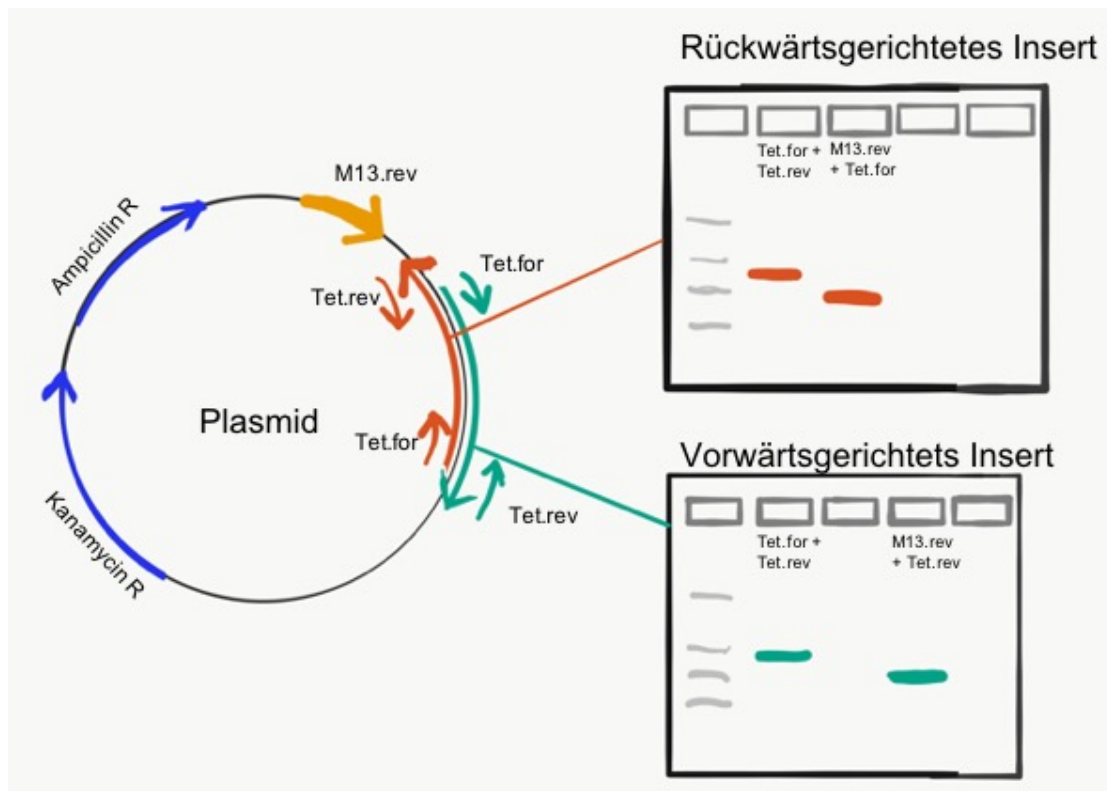 Rückwärtsgerichtetes Insert
Tet.for +
Tet.rev
M13.rev
+ Tet.for
M13.rev
Ampicillin R
Tet.for
Tet.rev
Plasmid
Tet.for
Kanamycin R
Tet.rev
Vorwärtsgerichtets Insert
Tet.for +
Tet.rev
M13.rev
+ Tet.rev